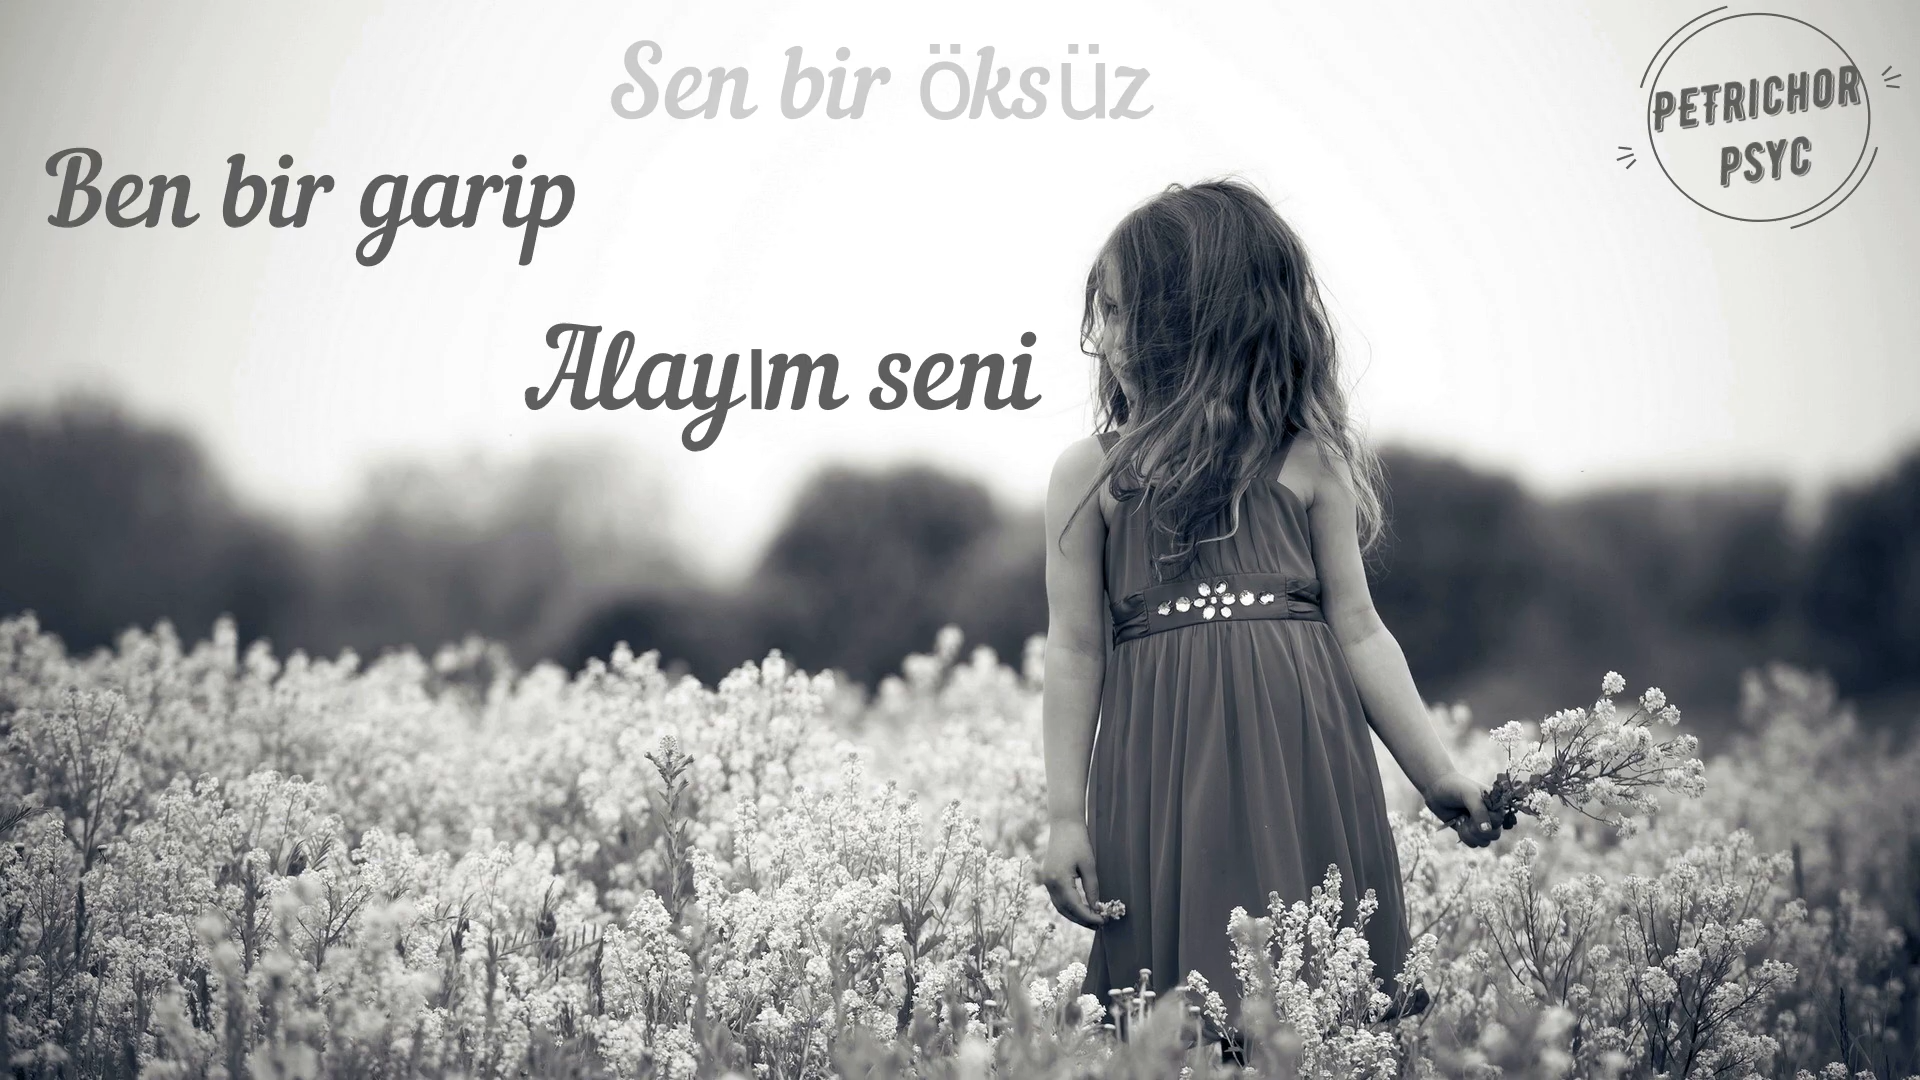 Sen bir öksüz
Ben bir garip
Alayım seni
PETRICHOR
PSYC